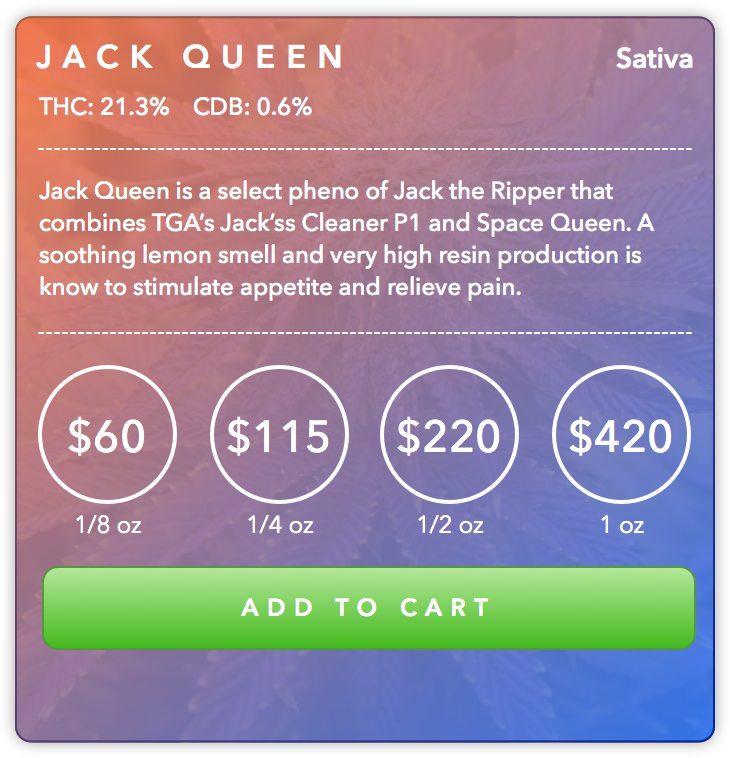 JACK QUEEN Sativa
THC: 21.3% CDB: 0.6%
Jack Queen is a select pheno of Jack the Ripper that
combines TGA’s Jack’ss Cleaner P1 and Space Queen. A
soothing lemon smell and very high resin production is
know to stimulate appetite and relieve pain.
$60 $115 $220 $420
1/8 oz 1/4 oz 1/2 oz 1 oz
ADD TO CART